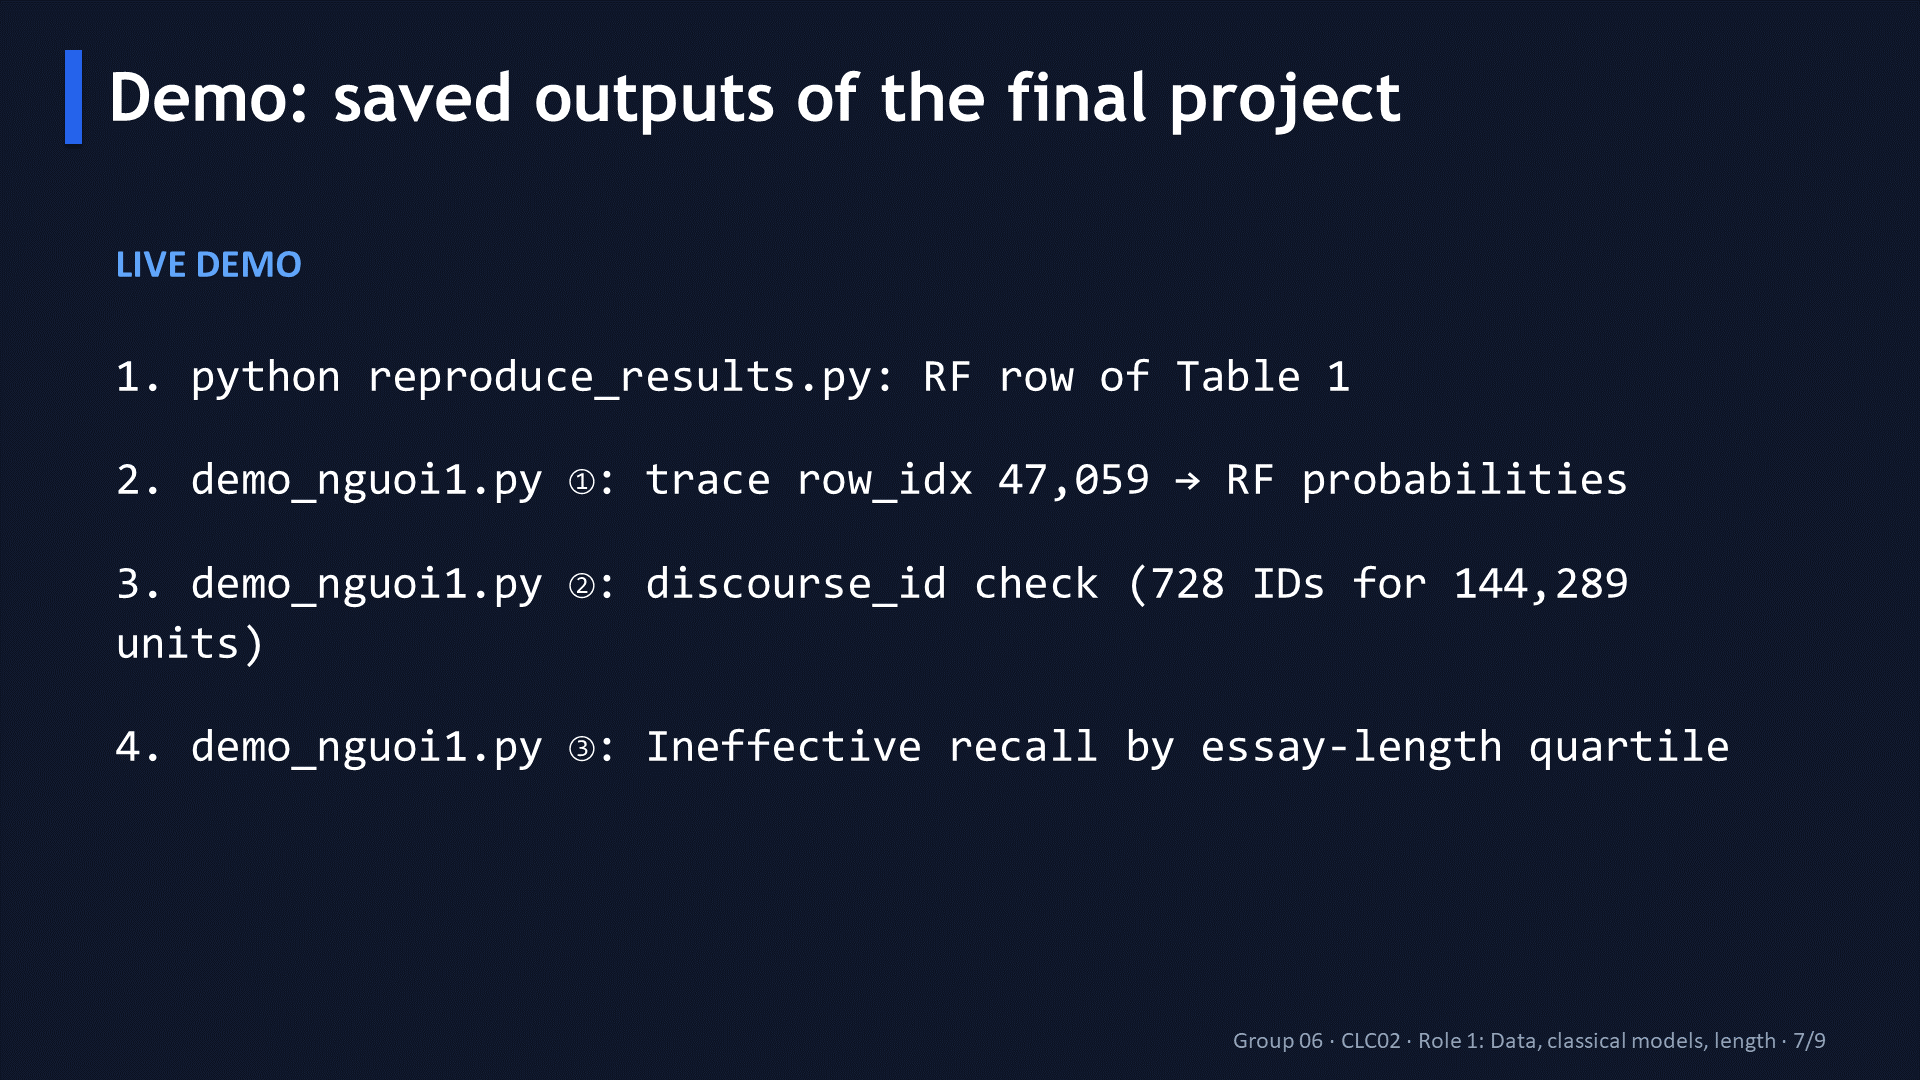 Demo: saved outputs of the final project
LIVE DEMO
1. python reproduce_results.py: RF row of Table 1
2. demo_nguoi1.py ①: trace row_idx 47,059 → RF probabilities
3. demo_nguoi1.py ②: discourse_id check (728 IDs for 144,289
units)
4. demo_nguoi1.py ③: Ineffective recall by essay-length quartile
Group 06 · CLC02 · Role 1: Data, classical models, length · 7/9